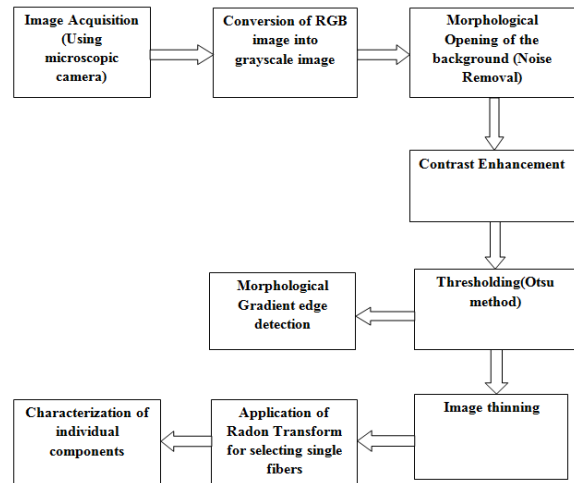 Image Acquisition
(Using
microscopic
camera)
Conversion of RGB
image into
grayscale image
Morphological
Opening of the
background (Noise
Removal)
Contrast Enhancement
Thresholding(Otsu
method)
Morphological
Gradient edge
detection
Image thinning
Application of
Radon Transform
for selecting single
fibers
Characterization of
individual
components